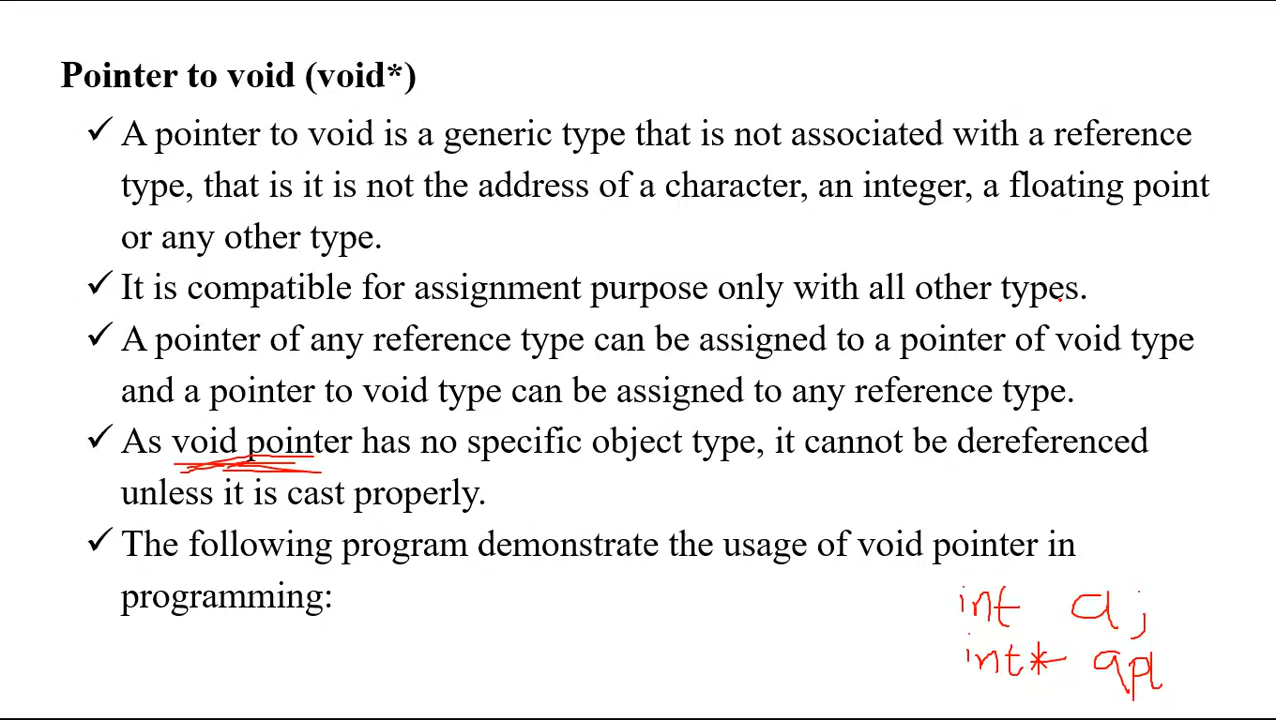 Pointer to void (void*)
✓ A pointer to void is a generic type that is not associated with a reference
type, that is it is not the address of a character, an integer, a floating point
or any other type.
✓ It is compatible for assignment purpose only with all other types.
✓ A pointer of any reference type can be assigned to a pointer of void type
and a pointer to void type can be assigned to any reference type.
✓ As void pointer has no specific object type, it cannot be dereferenced
unless it is cast properly.
✓ The following program demonstrate the usage of void pointer in
programming:
int a;
int*